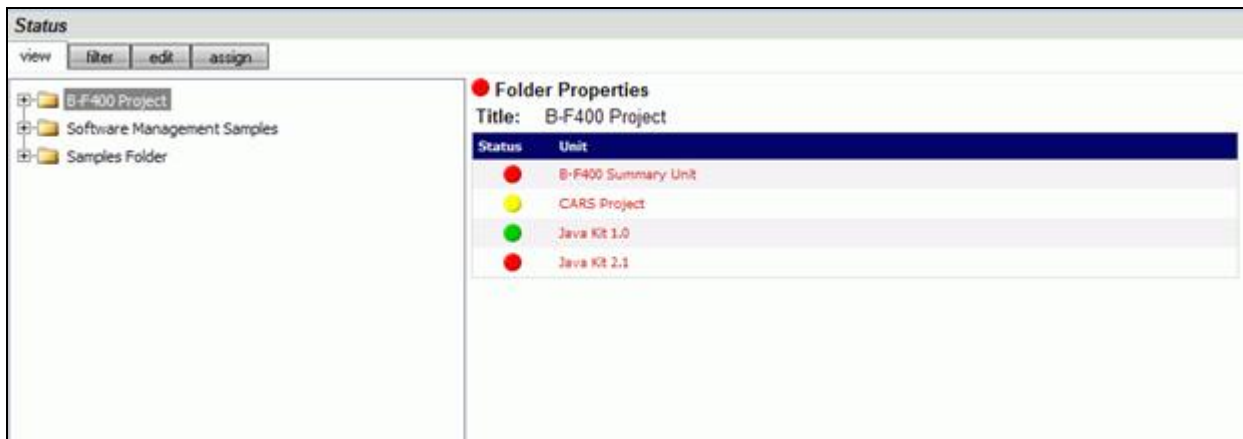 Status
view filter edit assign
B-F400 Project
Software Management Samples
Samples Folder
Folder Properties
Title: B-F400 Project
Status Unit
B-F400 Summary Unit
CARS Project
Java Kit 1.0
Java Kit 2.1